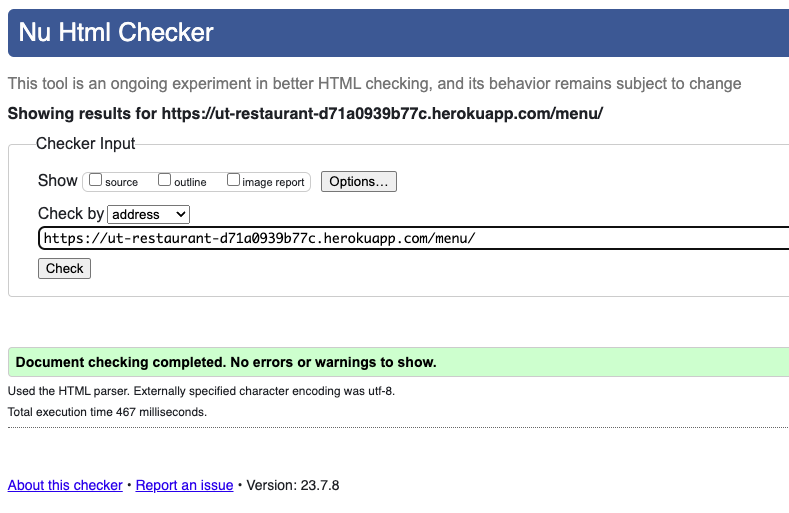 Nu Html Checker
This tool is an ongoing experiment in better HTML checking, and its behavior remains subject to change
Showing results for https://ut-restaurant-d71a0939b77c.herokuapp.com/menu/
Checker Input
Show source outline image report Options…
Check by address
https://ut-restaurant-d71a0939b77c.herokuapp.com/menu/
Check
Document checking completed. No errors or warnings to show.
Used the HTML parser. Externally specified character encoding was utf-8.
Total execution time 467 milliseconds.
About this checker • Report an issue • Version: 23.7.8